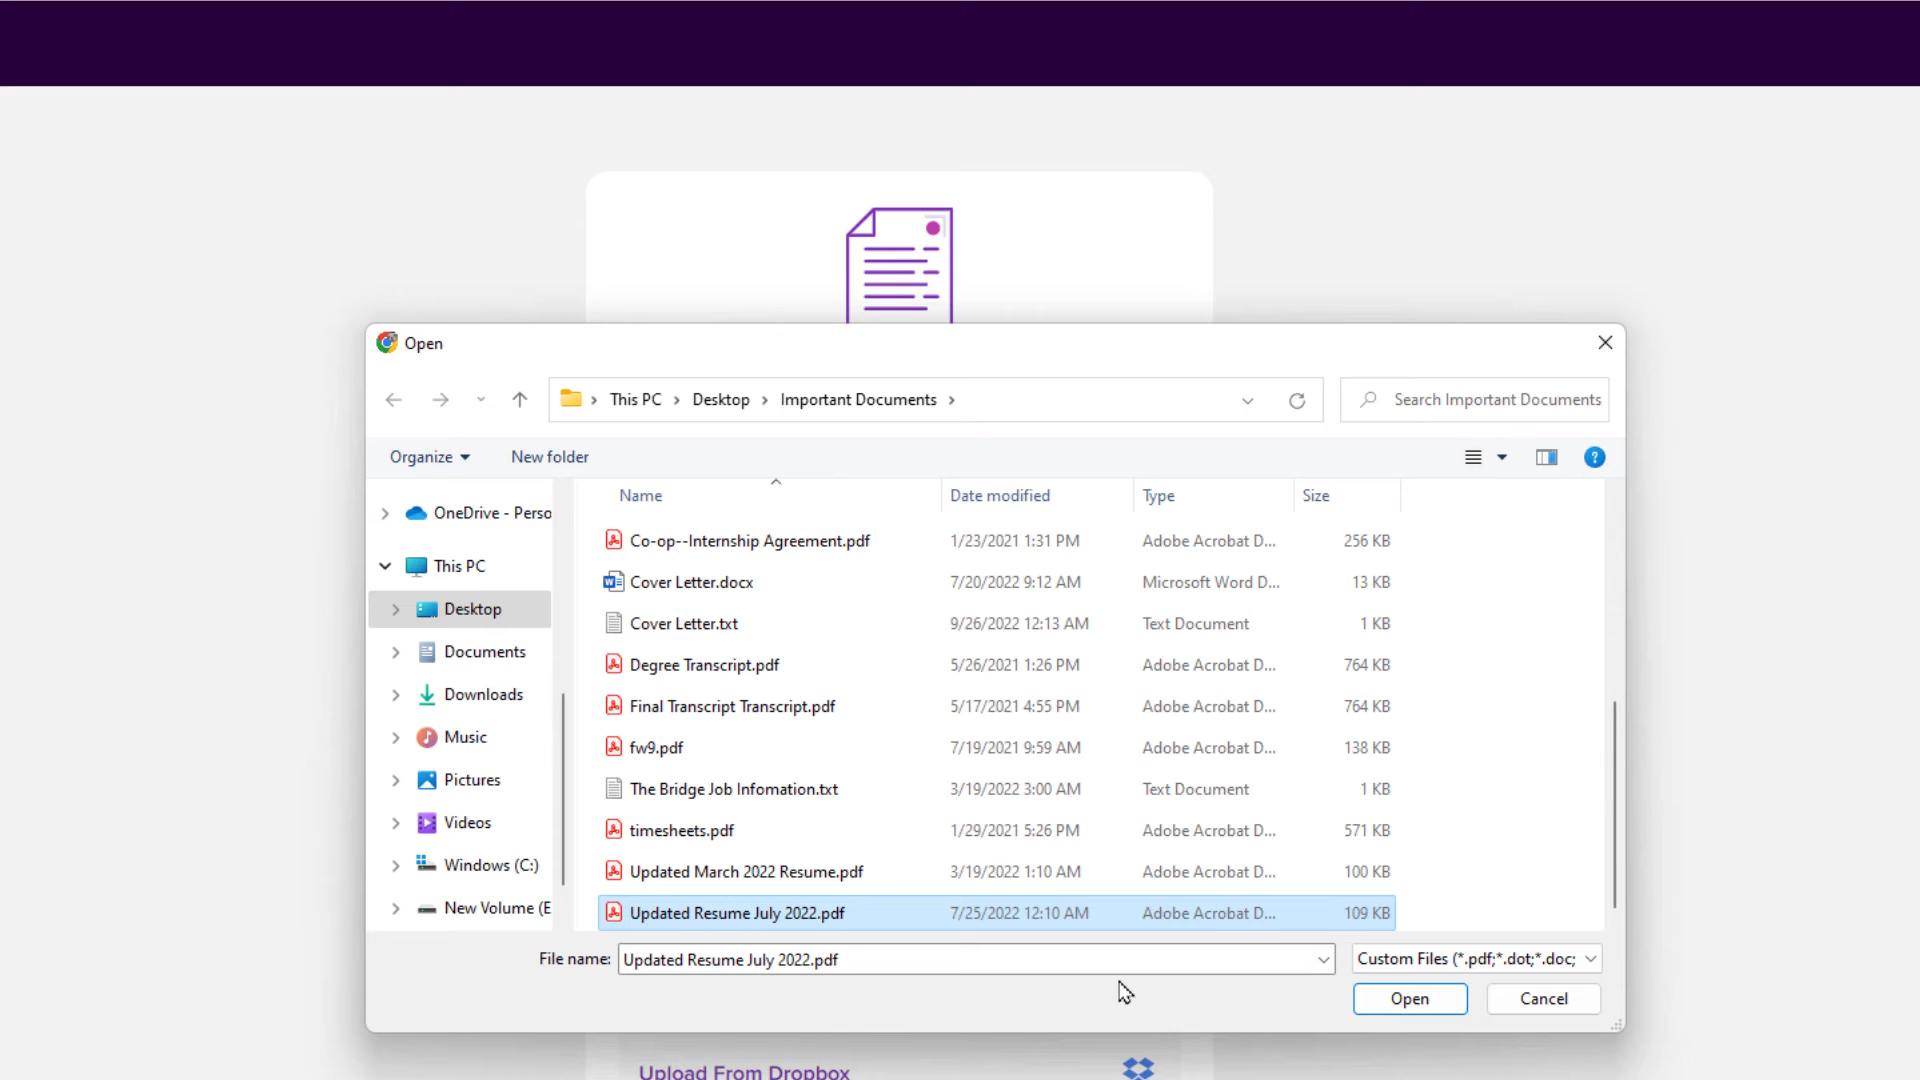 Open
This PC > Desktop > Important Documents >
Search Important Documents
Organize
New folder
Name Date modified Type Size
OneDrive - Perso
This PC
Desktop
Documents
Downloads
Music
Pictures
Videos
Windows (C:)
New Volume (E
Co-op--Internship Agreement.pdf 1/23/2021 1:31 PM Adobe Acrobat D... 256 KB
Cover Letter.docx 7/20/2022 9:12 AM Microsoft Word D... 13 KB
Cover Letter.txt 9/26/2022 12:13 AM Text Document 1 KB
Degree Transcript.pdf 5/26/2021 1:26 PM Adobe Acrobat D... 764 KB
Final Transcript Transcript.pdf 5/17/2021 4:55 PM Adobe Acrobat D... 764 KB
fw9.pdf 7/19/2021 9:59 AM Adobe Acrobat D... 138 KB
The Bridge Job Infomation.txt 3/19/2022 3:00 AM Text Document 1 KB
timesheets.pdf 1/29/2021 5:26 PM Adobe Acrobat D... 571 KB
Updated March 2022 Resume.pdf 3/19/2022 1:10 AM Adobe Acrobat D... 100 KB
Updated Resume July 2022.pdf 7/25/2022 12:10 AM Adobe Acrobat D... 109 KB
File name: Updated Resume July 2022.pdf
Custom Files (*.pdf;*.dot;*.doc;
Open Cancel
Upload From Dropbox